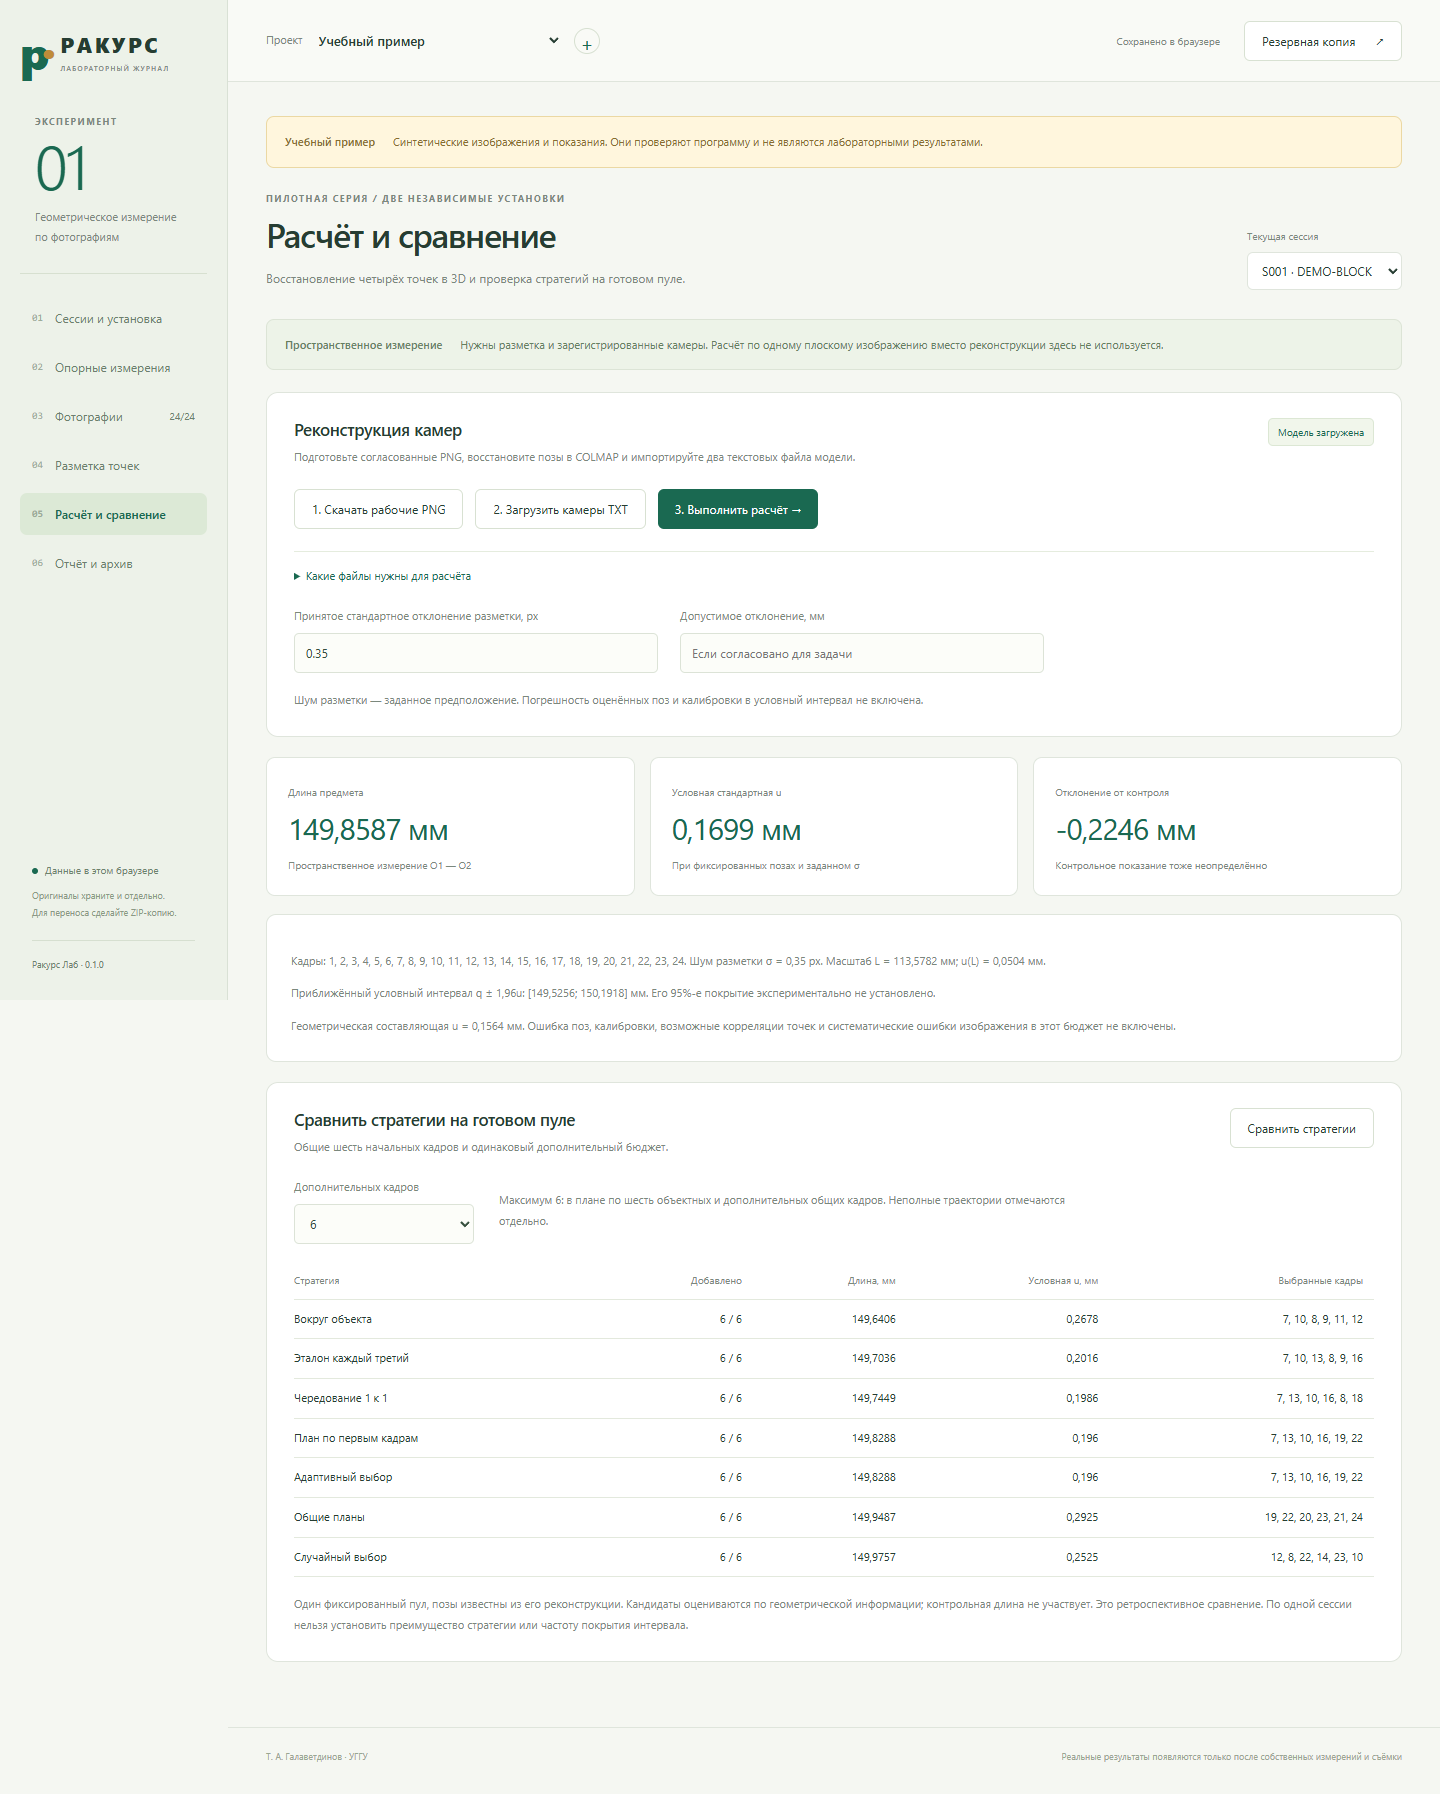 РАКУРС
ЛАБОРАТОРНЫЙ ЖУРНАЛ
ЭКСПЕРИМЕНТ
01
Геометрическое измерение
по фотографиям
01 Сессии и установка
02 Опорные измерения
03 Фотографии 24/24
04 Разметка точек
05 Расчёт и сравнение
06 Отчёт и архив
Данные в этом браузере
Оригиналы храните и отдельно.
Для переноса сделайте ZIP-копию.
Ракурс Лаб · 0.1.0
Проект Учебный пример +
Сохранено в браузере
Резервная копия ↗
Учебный пример Синтетические изображения и показания. Они проверяют программу и не являются лабораторными результатами.
ПИЛОТНАЯ СЕРИЯ / ДВЕ НЕЗАВИСИМЫЕ УСТАНОВКИ
Расчёт и сравнение
Восстановление четырёх точек в 3D и проверка стратегий на готовом пуле.
Текущая сессия
S001 · DEMO-BLOCK
Пространственное измерение Нужны разметка и зарегистрированные камеры. Расчёт по одному плоскому изображению вместо реконструкции здесь не используется.
Реконструкция камер
Модель загружена
Подготовьте согласованные PNG, восстановите позы в COLMAP и импортируйте два текстовых файла модели.
1. Скачать рабочие PNG
2. Загрузить камеры TXT
3. Выполнить расчёт →
▶ Какие файлы нужны для расчёта
Принятое стандартное отклонение разметки, px
Допустимое отклонение, мм
0.35
Если согласовано для задачи
Шум разметки — заданное предположение. Погрешность оценённых поз и калибровки в условный интервал не включена.
Длина предмета
149,8587 мм
Пространственное измерение O1 — O2
Условная стандартная u
0,1699 мм
При фиксированных позах и заданном σ
Отклонение от контроля
-0,2246 мм
Контрольное показание тоже неопределённо
Кадры: 1, 2, 3, 4, 5, 6, 7, 8, 9, 10, 11, 12, 13, 14, 15, 16, 17, 18, 19, 20, 21, 22, 23, 24. Шум разметки σ = 0,35 px. Масштаб L = 113,5782 мм; u(L) = 0,0504 мм.
Приближённый условный интервал q ± 1,96u: [149,5256; 150,1918] мм. Его 95%-е покрытие экспериментально не установлено.
Геометрическая составляющая u = 0,1564 мм. Ошибка поз, калибровки, возможные корреляции точек и систематические ошибки изображения в этот бюджет не включены.
Сравнить стратегии на готовом пуле
Сравнить стратегии
Общие шесть начальных кадров и одинаковый дополнительный бюджет.
Дополнительных кадров
6
Максимум 6: в плане по шесть объектных и дополнительных общих кадров. Неполные траектории отмечаются
отдельно.
Стратегия Добавлено Длина, мм Условная u, мм Выбранные кадры
Вокруг объекта 6 / 6 149,6406 0,2678 7, 10, 8, 9, 11, 12
Эталон каждый третий 6 / 6 149,7036 0,2016 7, 10, 13, 8, 9, 16
Чередование 1 к 1 6 / 6 149,7449 0,1986 7, 13, 10, 16, 8, 18
План по первым кадрам 6 / 6 149,8288 0,196 7, 13, 10, 16, 19, 22
Адаптивный выбор 6 / 6 149,8288 0,196 7, 13, 10, 16, 19, 22
Общие планы 6 / 6 149,9487 0,2925 19, 22, 20, 23, 21, 24
Случайный выбор 6 / 6 149,9757 0,2525 12, 8, 22, 14, 23, 10
Один фиксированный пул, позы известны из его реконструкции. Кандидаты оцениваются по геометрической информации; контрольная длина не участвует. Это ретроспективное сравнение. По одной сессии
нельзя установить преимущество стратегии или частоту покрытия интервала.
Т. А. Галаветдинов · УГГУ
Реальные результаты появляются только после собственных измерений и съёмки